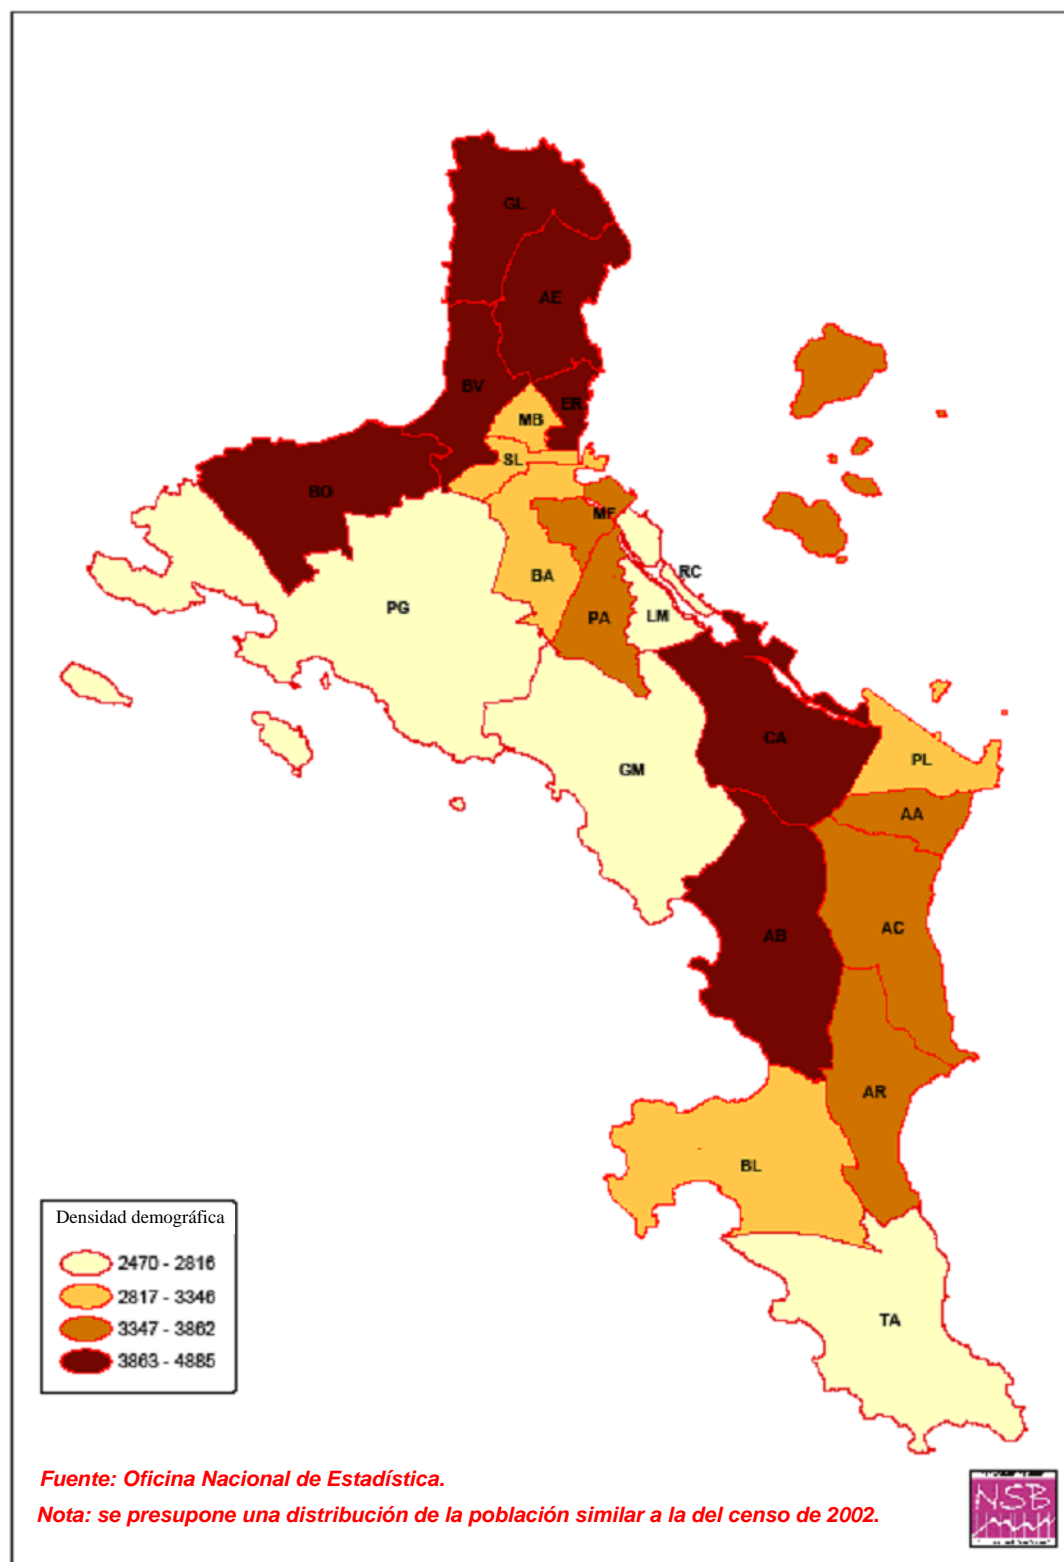 GL
AE
BV
ER
MB
SL
BO
MF
RC
BA
PG
PA
LM
CA
PL
GM
AA
AC
AB
AR
BL
TA
Densidad demográfica
2470 - 2816
2817 - 3346
3347 - 3862
3863 - 4885
Fuente: Oficina Nacional de Estadística.
Nota: se presupone una distribución de la población similar a la del censo de 2002.
NSB